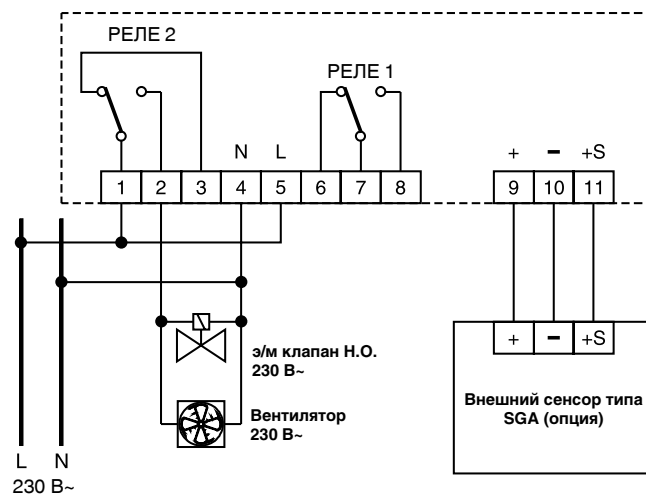 РЕЛЕ 2
РЕЛЕ 1
N L + − +S
1 2 3 4 5 6 7 8 9 10 11
+ − +S
э/м клапан Н.О.
230 В~
Внешний сенсор типа
SGA (опция)
Вентилятор
230 В~
L N
230 В~